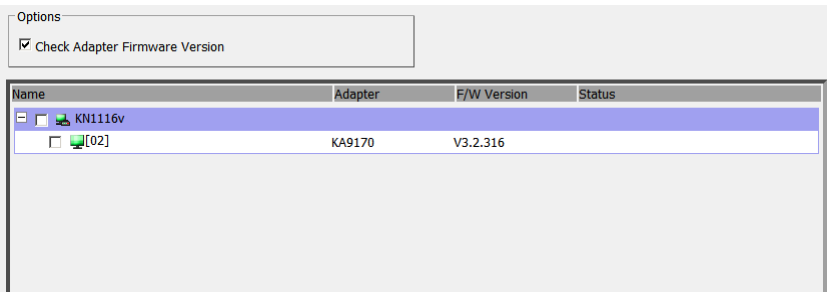 Options
Check Adapter Firmware Version
Name Adapter F/W Version Status
KN1116v
[02] KA9170 V3.2.316